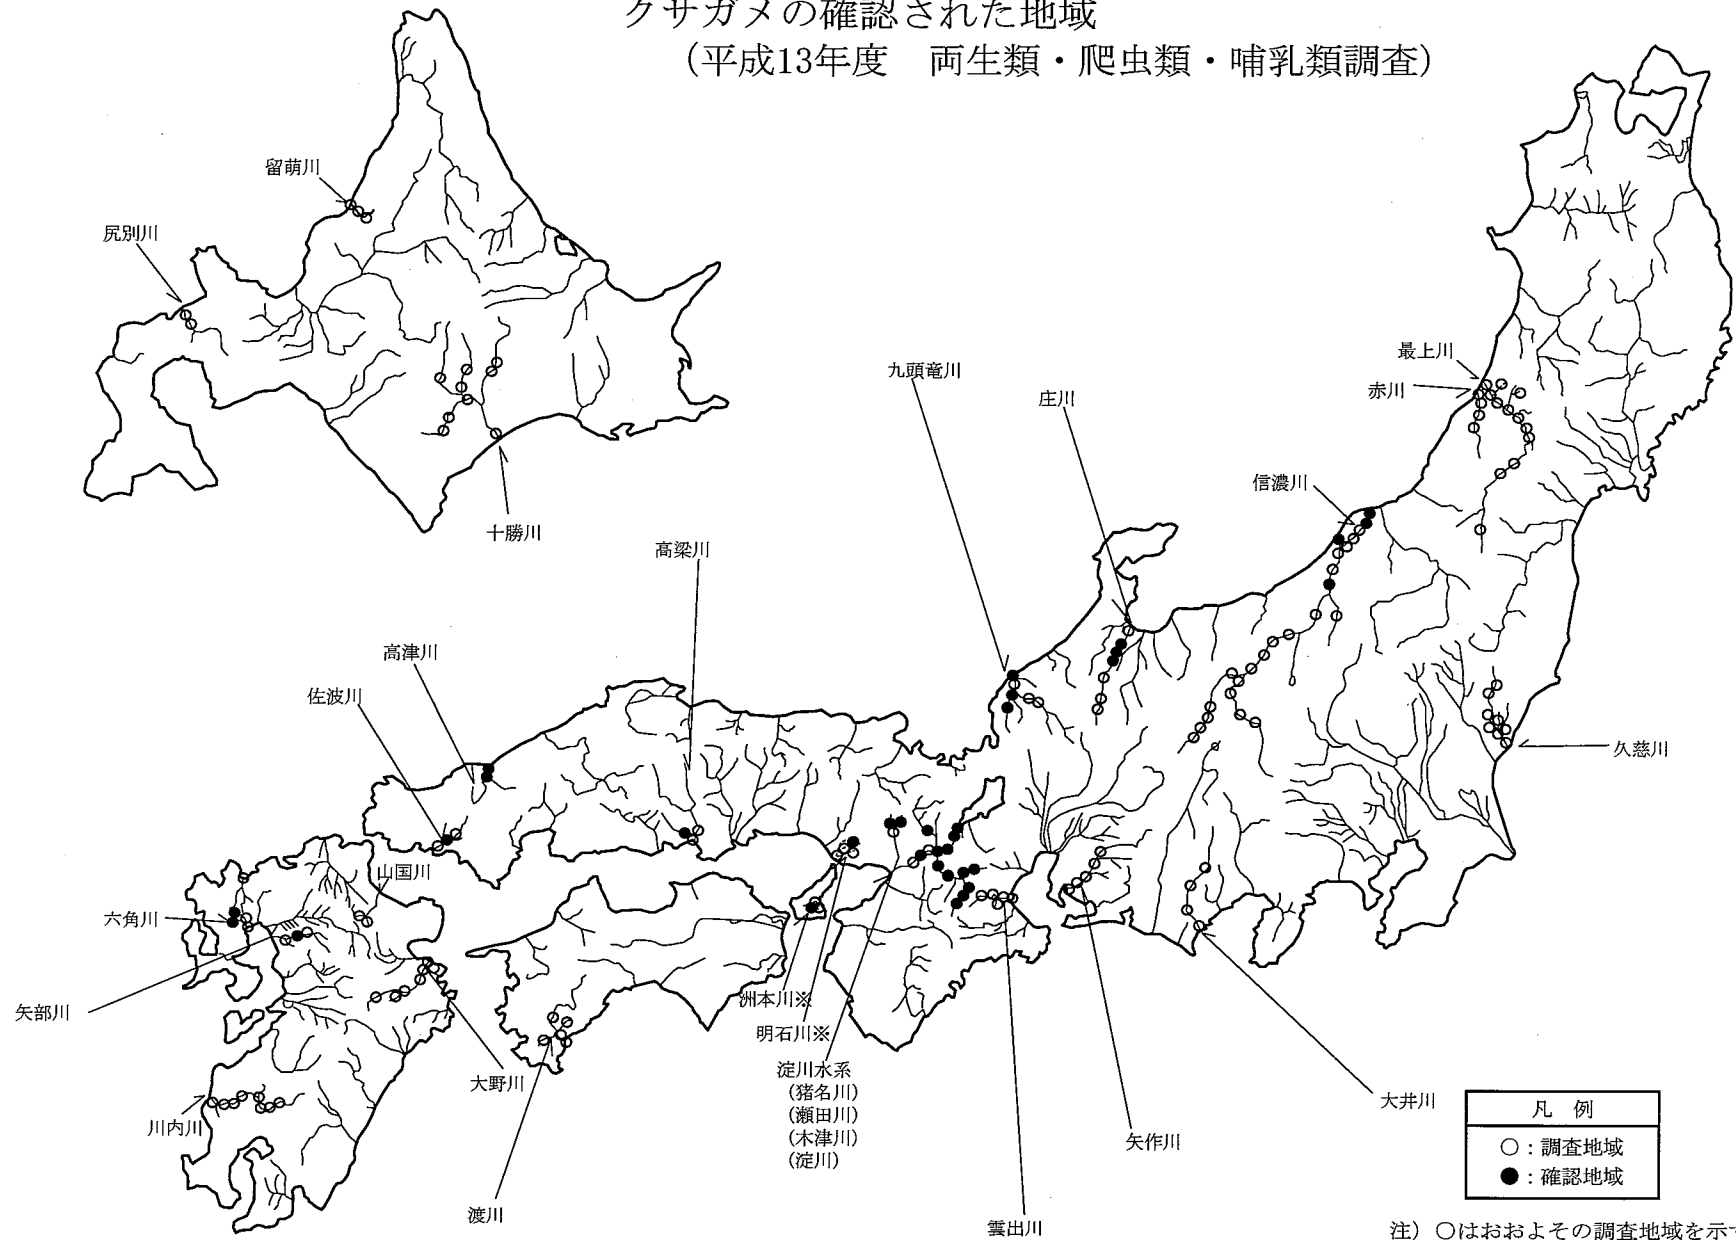 クサガメの確認された地域
(平成13年度　両生類・爬虫類・哺乳類調査)
留萌川
尻別川
十勝川
最上川
赤川
九頭竜川
庄川
信濃川
高梁川
高津川
佐波川
久慈川
山国川
六角川
矢部川
洲本川※
明石川※
淀川水系
(猪名川)
(瀬田川)
(木津川)
(淀川)
大野川
川内川
渡川
雲出川
矢作川
大井川
凡　例
○：調査地域
●：確認地域
注）○はおおよその調査地域を示す